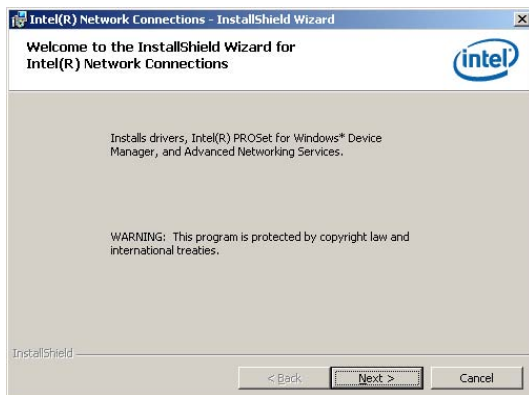 Intel(R) Network Connections - InstallShield Wizard
Welcome to the InstallShield Wizard for
Intel(R) Network Connections
intel
Installs drivers, Intel(R) PROSet for Windows* Device
Manager, and Advanced Networking Services.
WARNING: This program is protected by copyright law and
international treaties.
InstallShield
< Back
Next >
Cancel